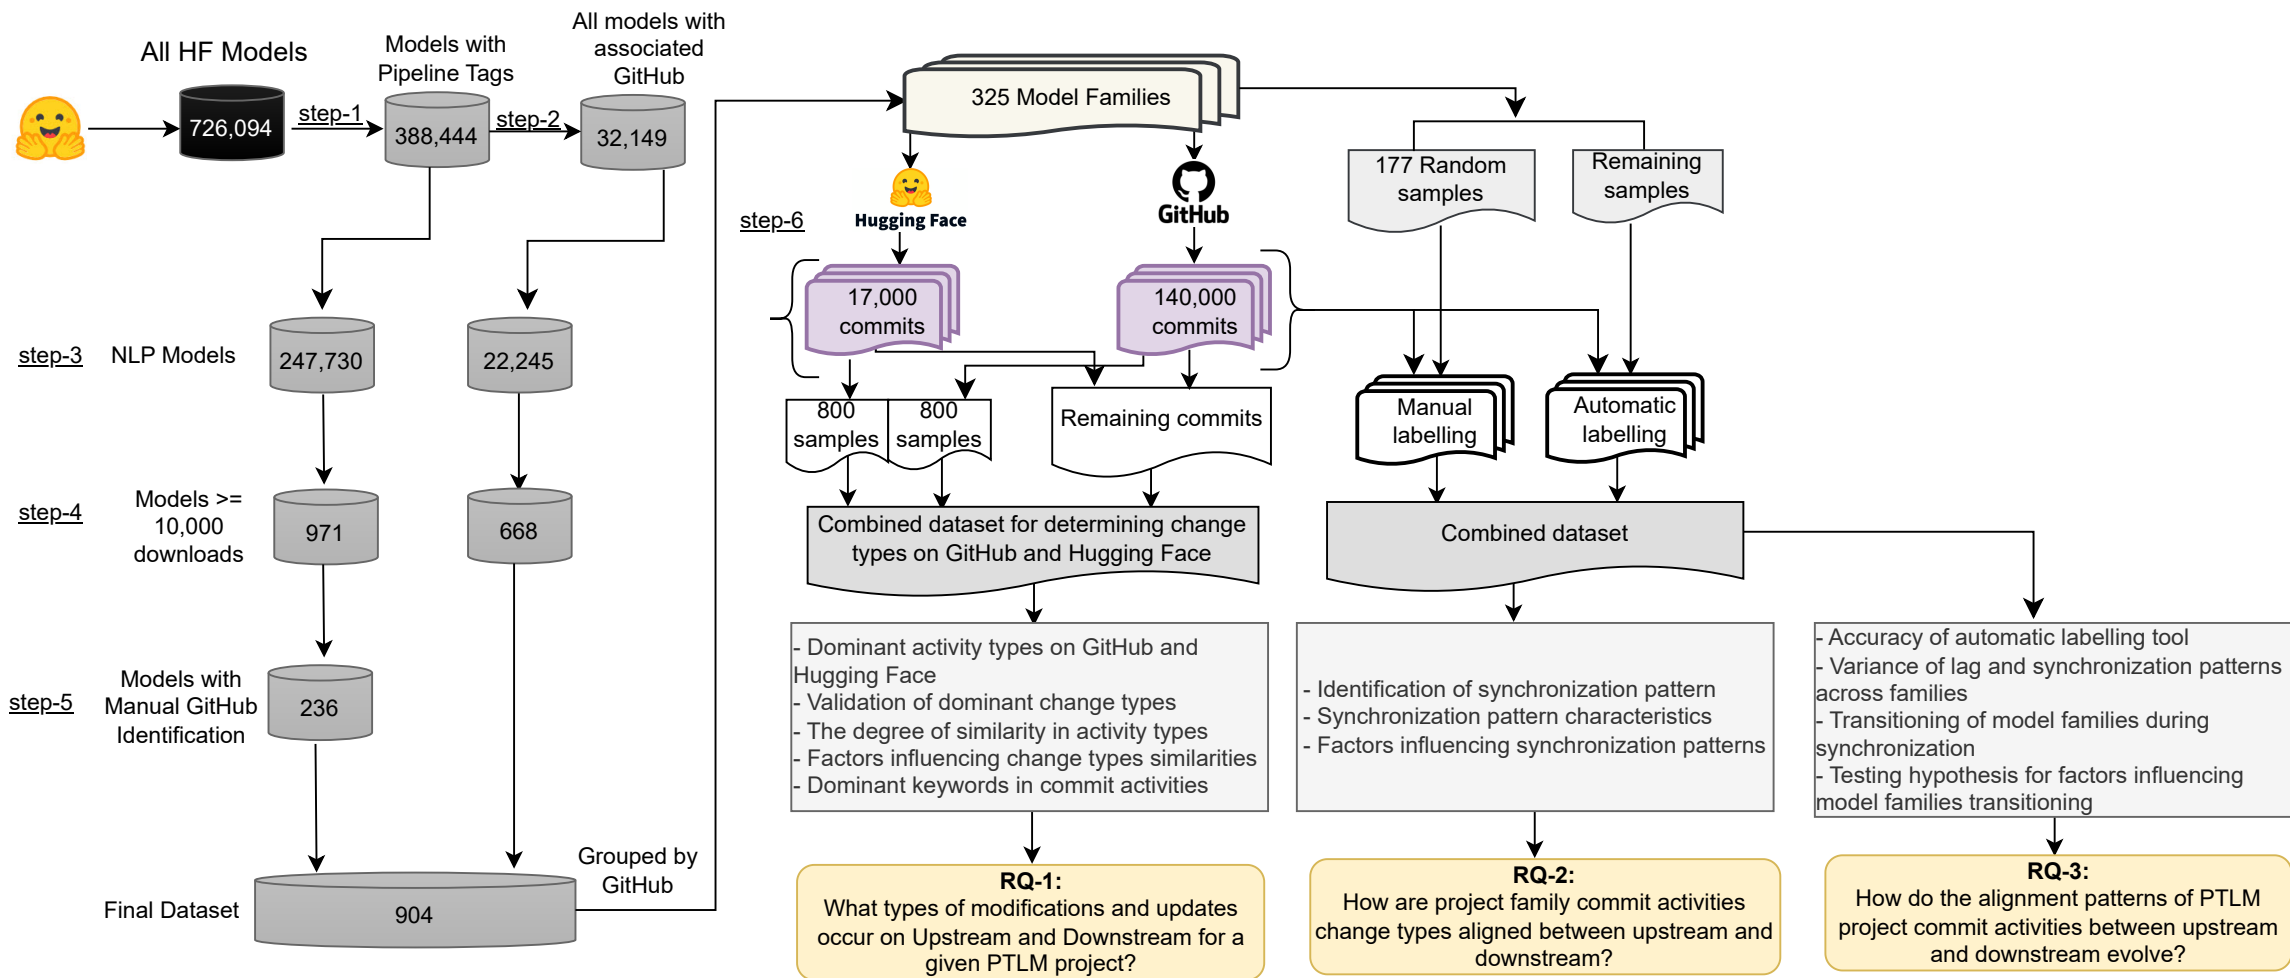 All HF Models
726,094
step-1
Models with
Pipeline Tags
388,444
step-2
All models with
associated
GitHub
32,149
step-3
NLP Models
247,730
22,245
step-4
Models >=
10,000
downloads
971
668
step-5
Models with
Manual GitHub
Identification
236
Final Dataset
904
Grouped by
GitHub
325 Model Families
step-6
Hugging Face
GitHub
177 Random
samples
Remaining
samples
17,000
commits
140,000
commits
800
samples
800
samples
Remaining commits
Manual
labelling
Automatic
labelling
Combined dataset for determining change
types on GitHub and Hugging Face
Combined dataset
- Dominant activity types on GitHub and
Hugging Face
- Validation of dominant change types
- The degree of similarity in activity types
- Factors influencing change types similarities
- Dominant keywords in commit activities
- Identification of synchronization pattern
- Synchronization pattern characteristics
- Factors influencing synchronization patterns
- Accuracy of automatic labelling tool
- Variance of lag and synchronization patterns
across families
- Transitioning of model families during
synchronization
- Testing hypothesis for factors influencing
model families transitioning
RQ-1:
What types of modifications and updates
occur on Upstream and Downstream for a
given PTLM project?
RQ-2:
How are project family commit activities
change types aligned between upstream and
downstream?
RQ-3:
How do the alignment patterns of PTLM
project commit activities between upstream
and downstream evolve?